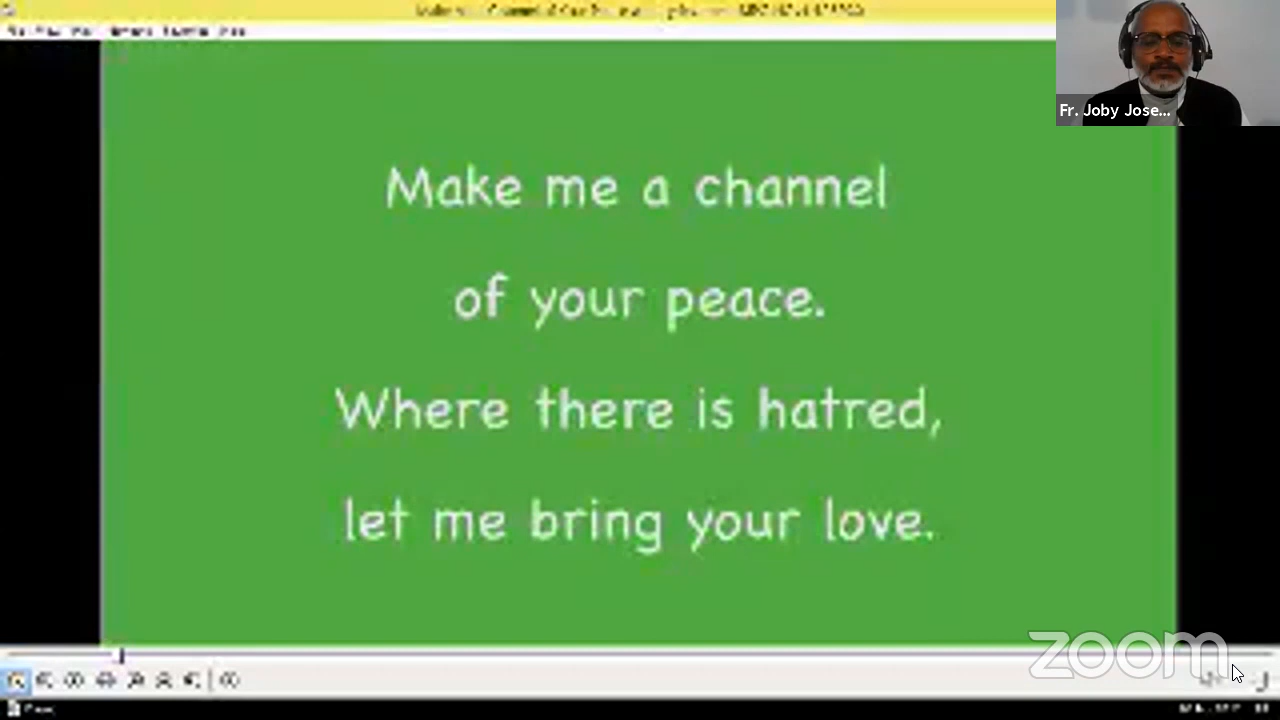 Fr. Joby Jose...
Make me a channel
of your peace.
Where there is hatred,
let me bring your love.
zoom